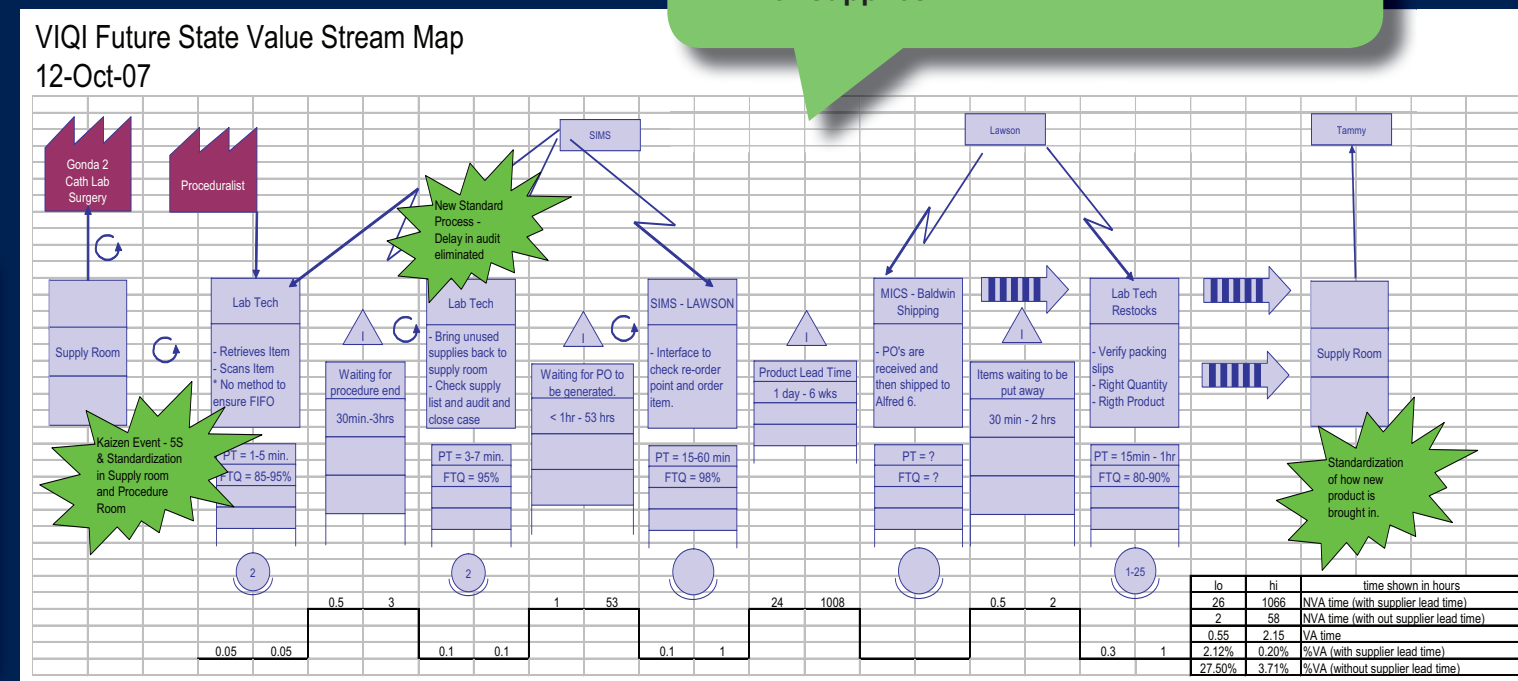 VIQI Future State Value Stream Map
12-Oct-07
SIMS
Lawson
Tammy
Gonda 2
Cath Lab
Surgery
Proceduralist
New Standard
Process -
Delay in audit
eliminated
Supply Room
Lab Tech
- Retrieves Item
- Scans Item
* No method to
ensure FIFO
PT = 1-5 min.
FTQ = 85-95%
2
Kaizen Event - 5S
& Standardization
in Supply room
and Procedure
Room
I
Waiting for
procedure end
30min.-3hrs
Lab Tech
- Bring unused
supplies back to
supply room
- Check supply
list and audit and
close case
PT = 3-7 min.
FTQ = 95%
2
I
Waiting for PO to
be generated.
< 1hr - 53 hrs
SIMS - LAWSON
- Interface to
check re-order
point and order
item.
PT = 15-60 min
FTQ = 98%
I
Product Lead Time
1 day - 6 wks
MICS - Baldwin
Shipping
- PO's are
received and
then shipped to
Alfred 6.
PT = ?
FTQ = ?
I
Items waiting to be
put away
30 min - 2 hrs
Lab Tech
Restocks
- Verify packing
slips
- Right Quantity
- Rigth Product
PT = 15min - 1hr
FTQ = 80-90%
1-25
Supply Room
Standardization
of how new
product is
brought in.
0.5 3 1 53 24 1008 0.5 2
0.05 0.05 0.1 0.1 0.1 1 0.3 1
lo hi time shown in hours
26 1066 NVA time (with supplier lead time)
2 58 NVA time (with out supplier lead time)
0.55 2.15 VA time
2.12% 0.20% %VA (with supplier lead time)
27.50% 3.71% %VA (without supplier lead time)